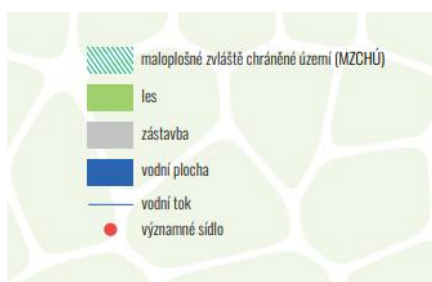 maloplošné zvláště chráněné území (MZCHÚ)
les
zástavba
vodní plocha
vodní tok
významné sídlo